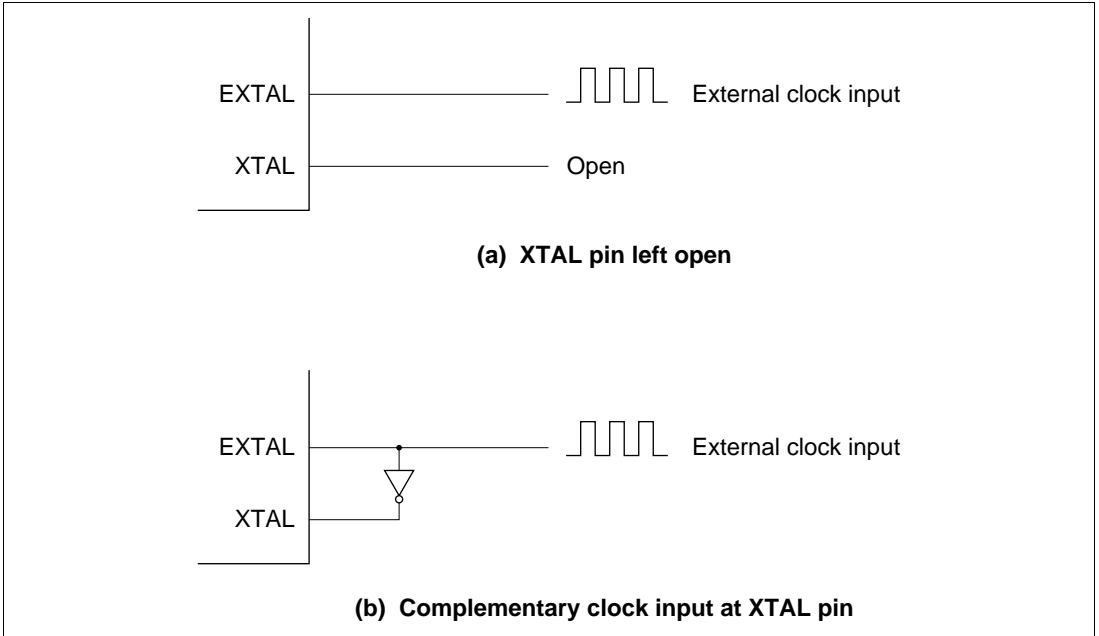 EXTAL
External clock input
XTAL
Open
(a) XTAL pin left open
EXTAL
External clock input
XTAL
(b) Complementary clock input at XTAL pin